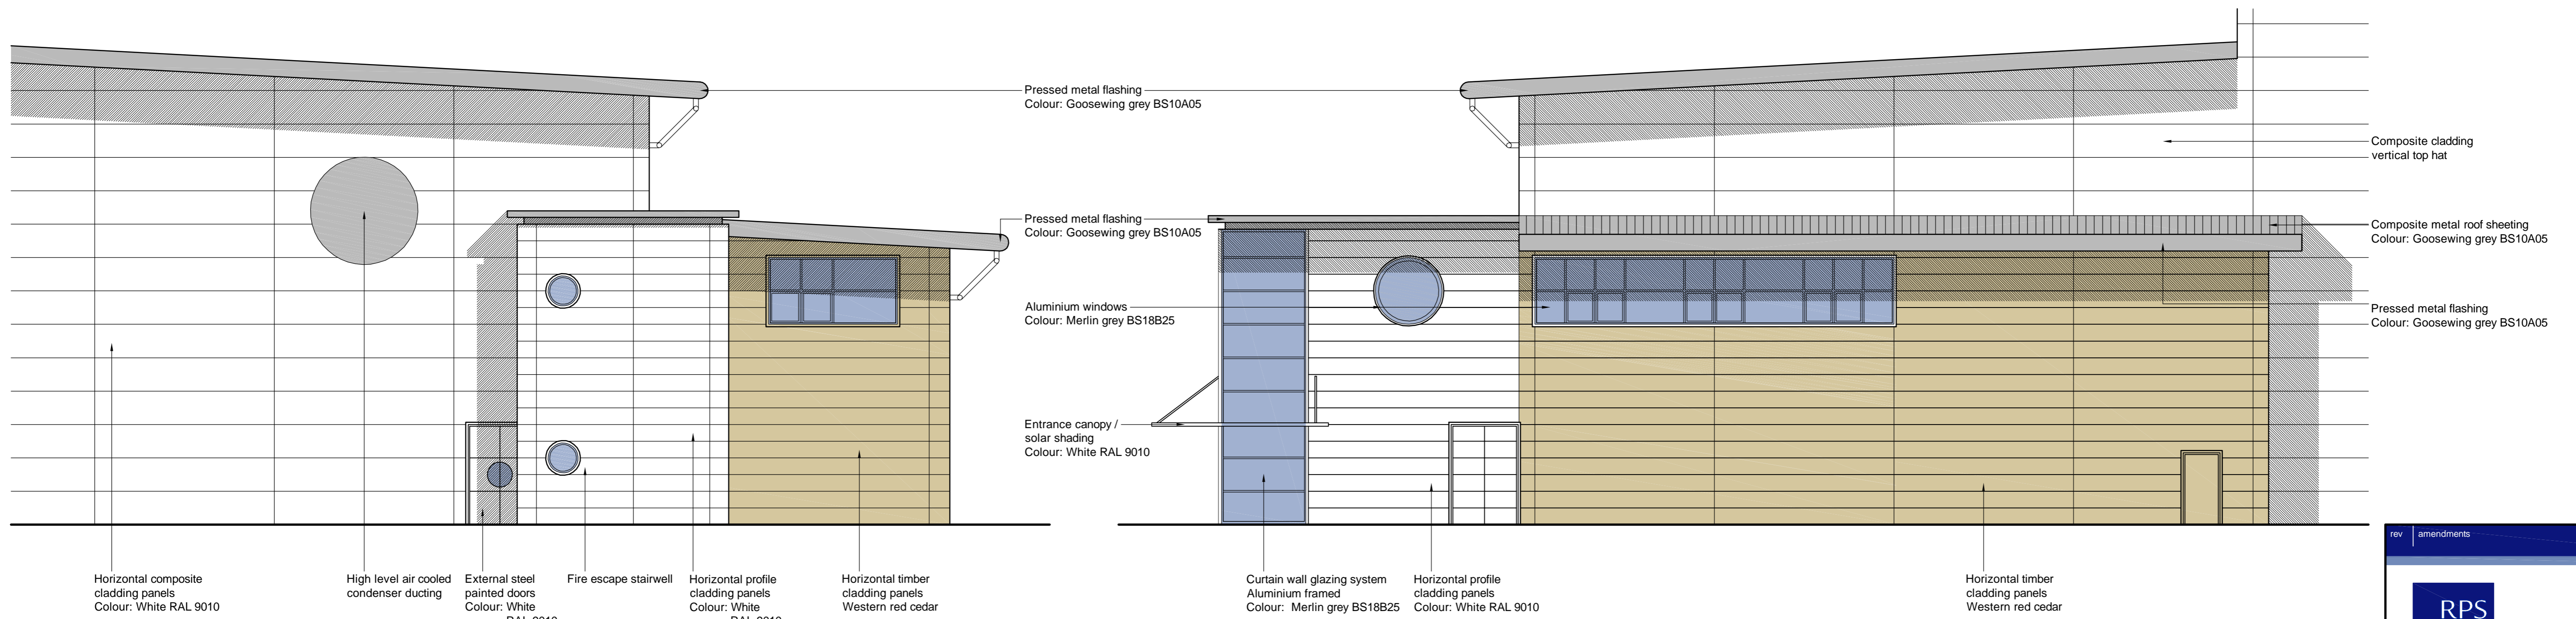 Pressed metal flashing
Colour: Goosewing grey BS10A05
Composite cladding
vertical top hat
Pressed metal flashing
Colour: Goosewing grey BS10A05
Composite metal roof sheeting
Colour: Goosewing grey BS10A05
Aluminium windows
Colour: Merlin grey BS18B25
Pressed metal flashing
Colour: Goosewing grey BS10A05
Entrance canopy /
solar shading
Colour: White RAL 9010
Horizontal composite
cladding panels
Colour: White RAL 9010
High level air cooled
condenser ducting
External steel
painted doors
Colour: White
RAL 9010
Fire escape stairwell
Horizontal profile
cladding panels
Colour: White
RAL 9010
Horizontal timber
cladding panels
Western red cedar
Curtain wall glazing system
Aluminium framed
Colour: Merlin grey BS18B25
Horizontal profile
cladding panels
Colour: White RAL 9010
Horizontal timber
cladding panels
Western red cedar
rev amendments
RPS